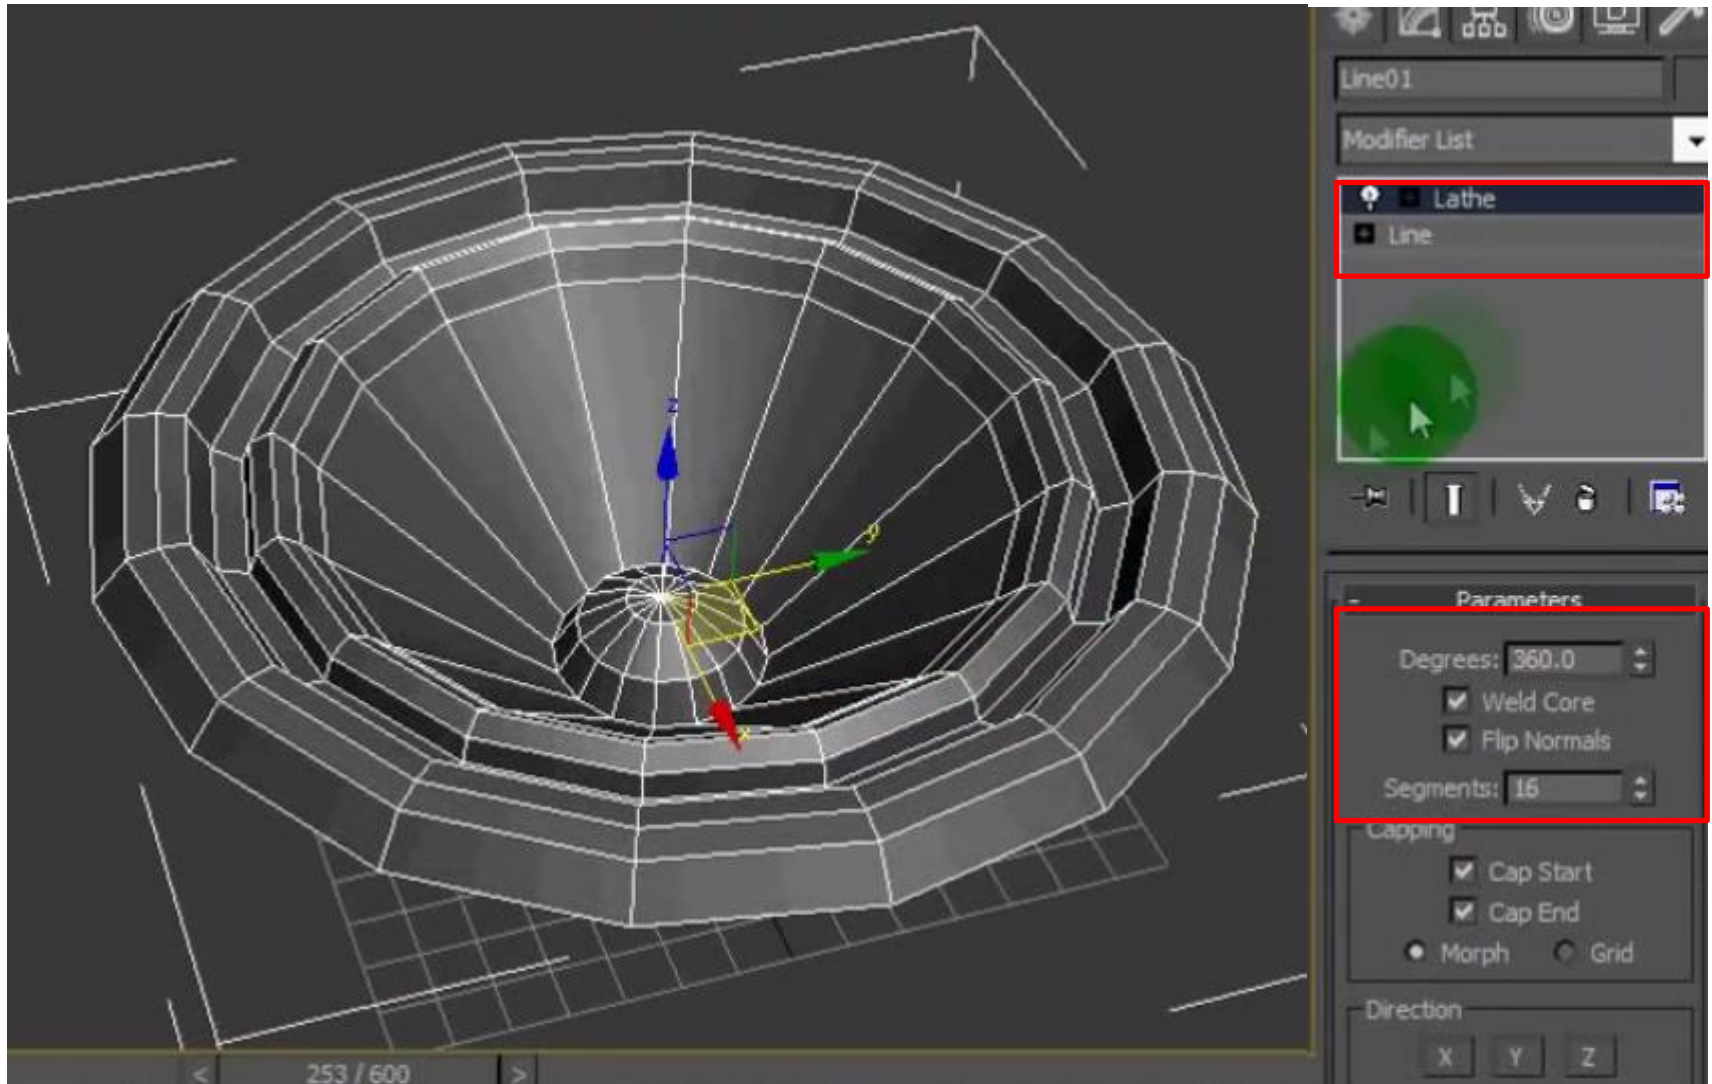 Line01
Modifier List
Lathe
Line
z
y
x
Parameters
Degrees: 360.0
Weld Core
Flip Normals
Segments: 16
Capping
Cap Start
Cap End
Morph Grid
Direction
X Y Z
< 253 / 600 >